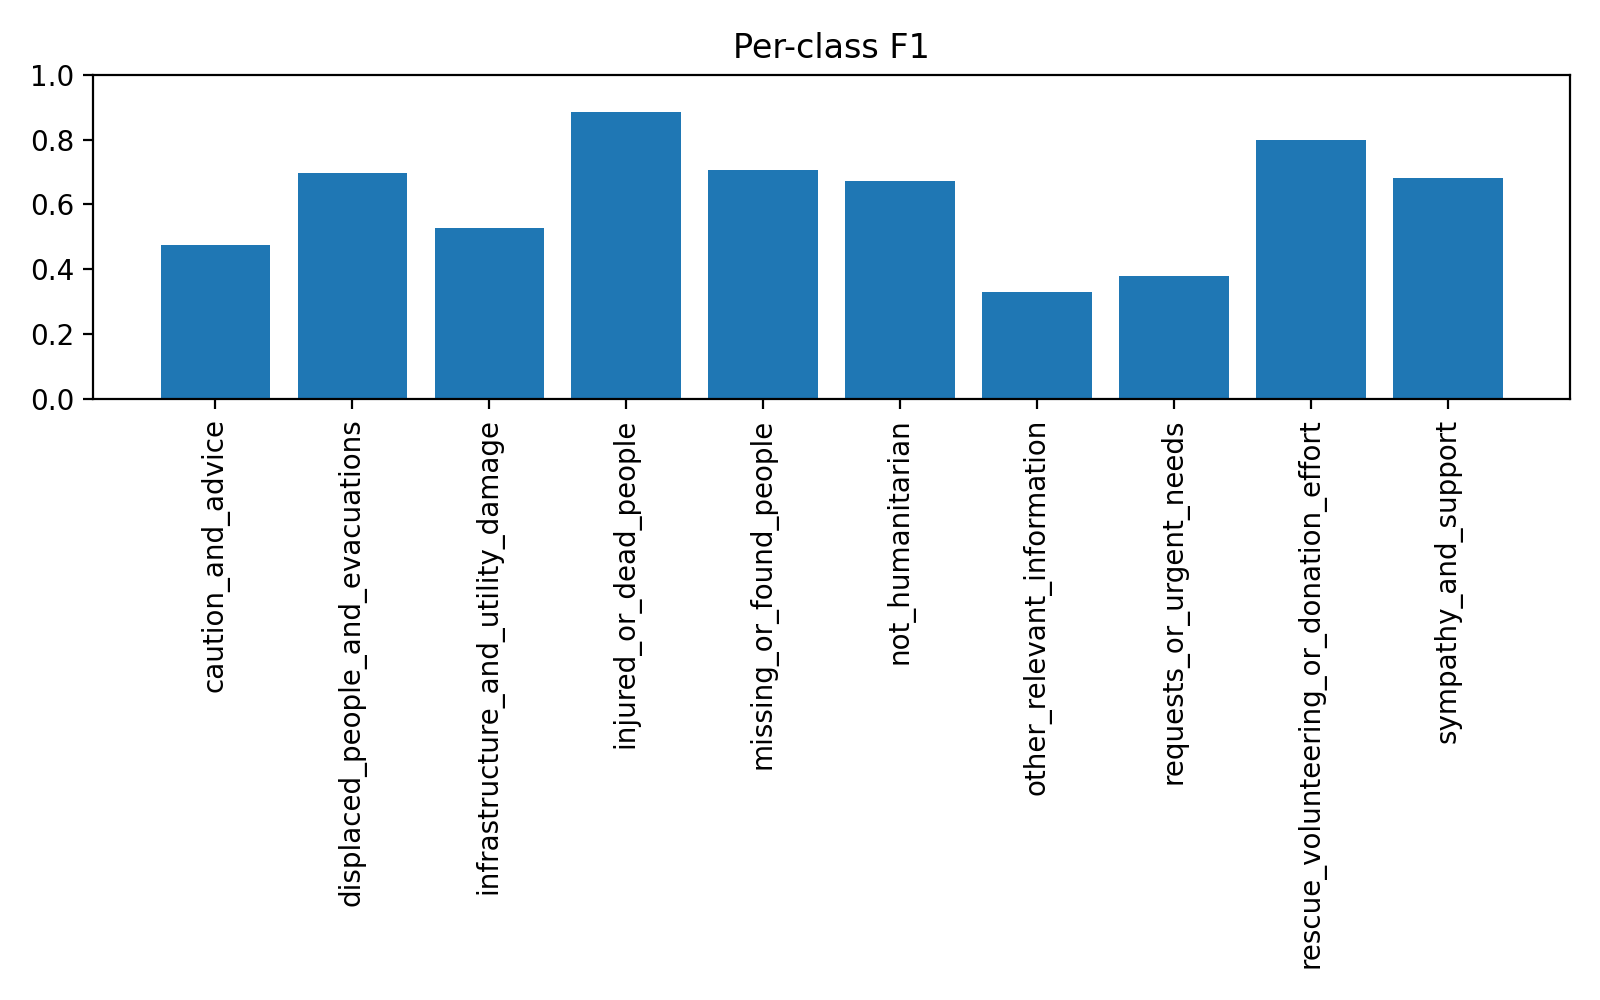 Per-class F1
1.0
0.8
0.6
0.4
0.2
0.0
caution_and_advice
displaced_people_and_evacuations
infrastructure_and_utility_damage
injured_or_dead_people
missing_or_found_people
not_humanitarian
other_relevant_information
requests_or_urgent_needs
rescue_volunteering_or_donation_effort
sympathy_and_support